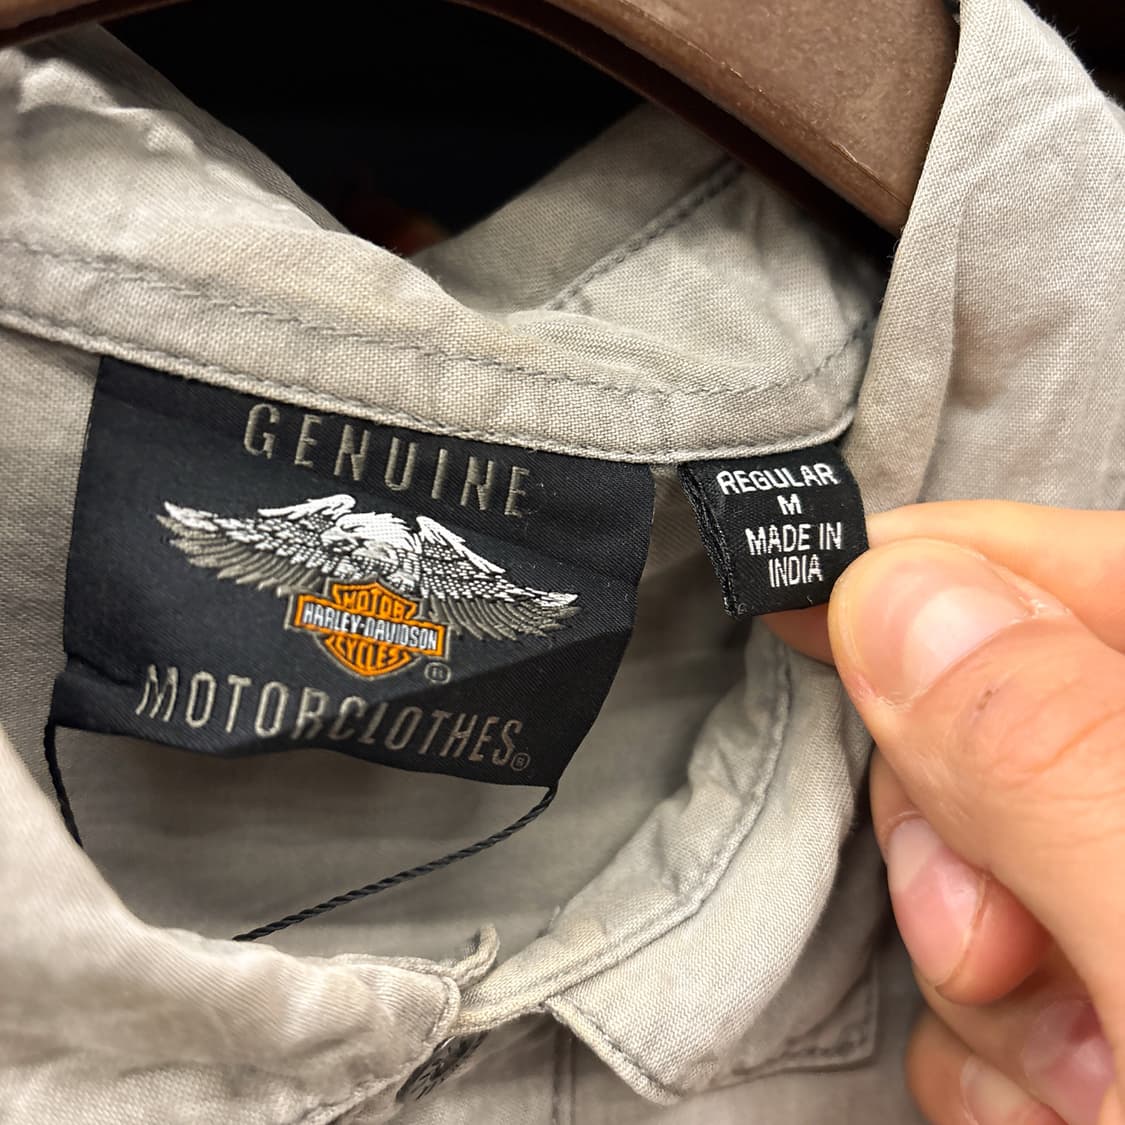 GENUINE
MOTOR
HARLEY-DAVIDSON
CYCLES
®
MOTORCLOTHES®
REGULAR
M
MADE IN
INDIA